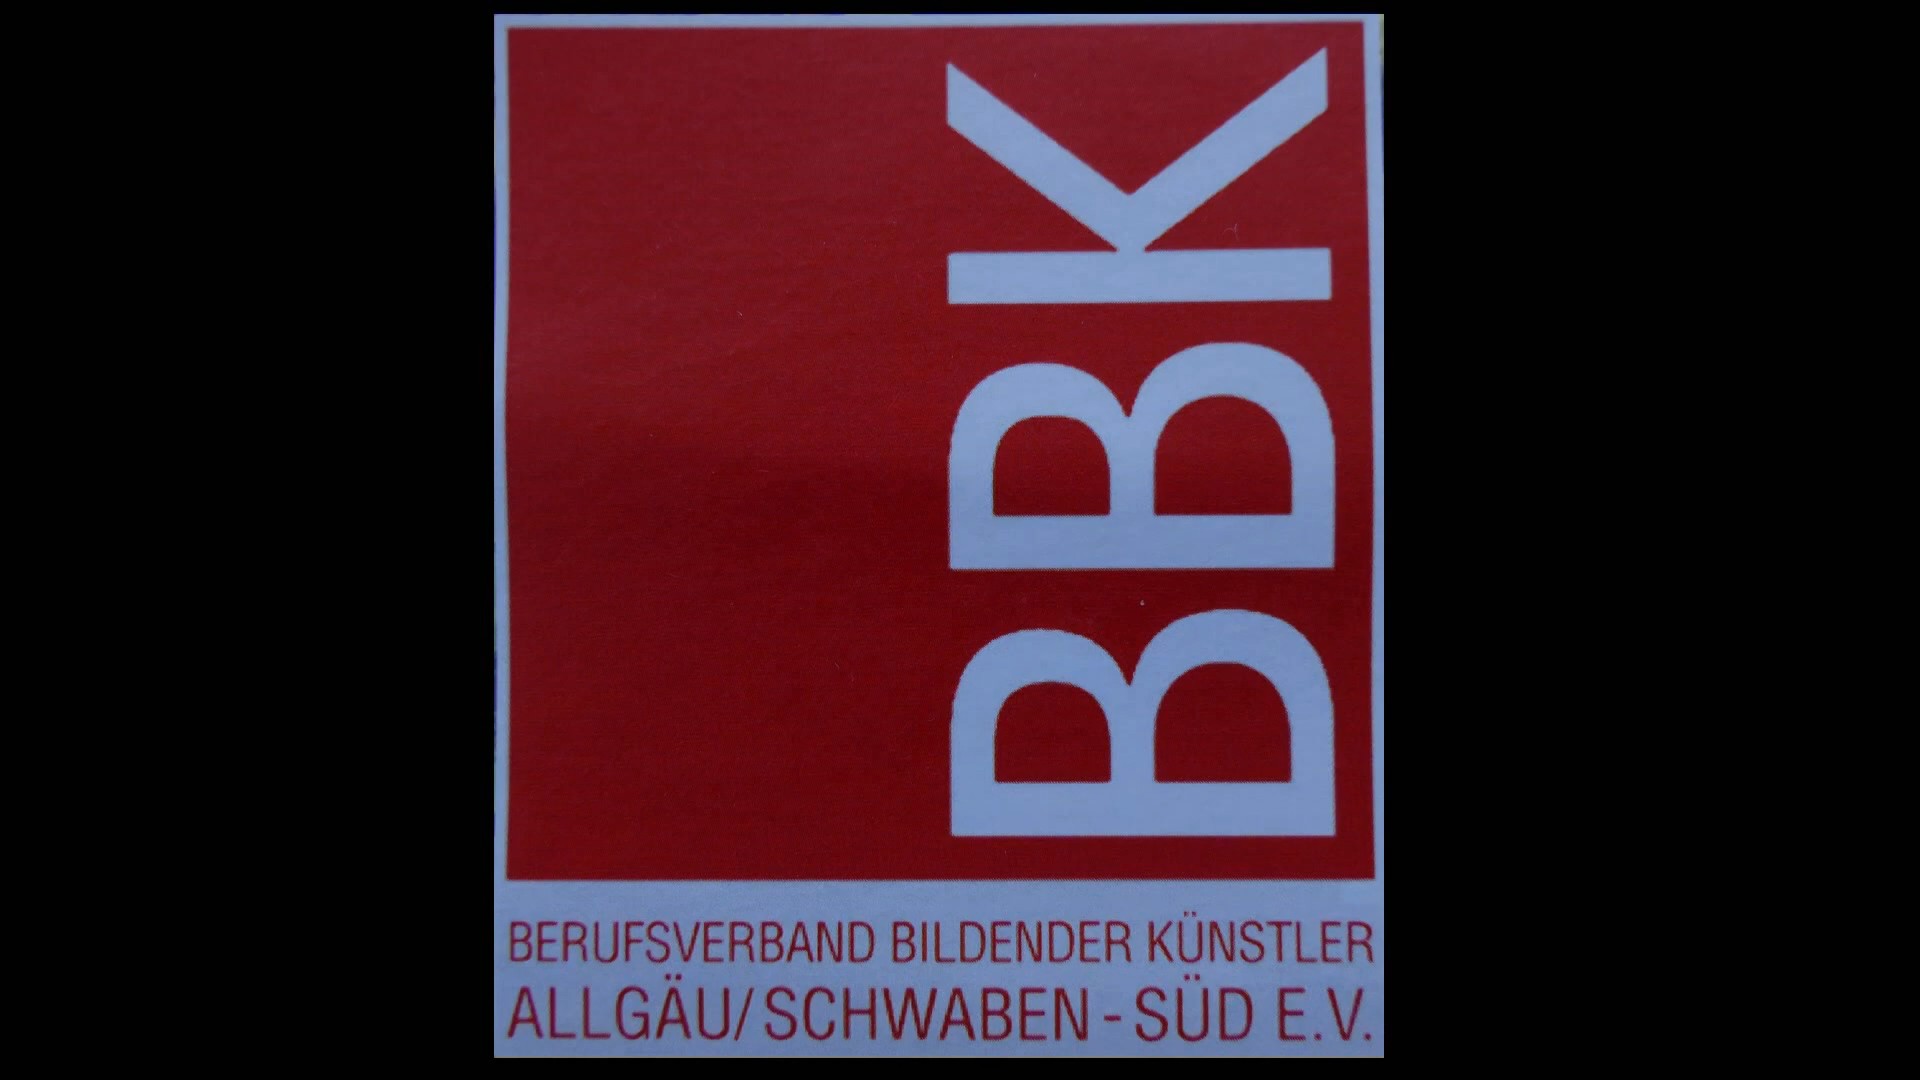 BBK
BERUFSVERBAND BILDENDER KÜNSTLER
ALLGÄU/SCHWABEN - SÜD E.V.